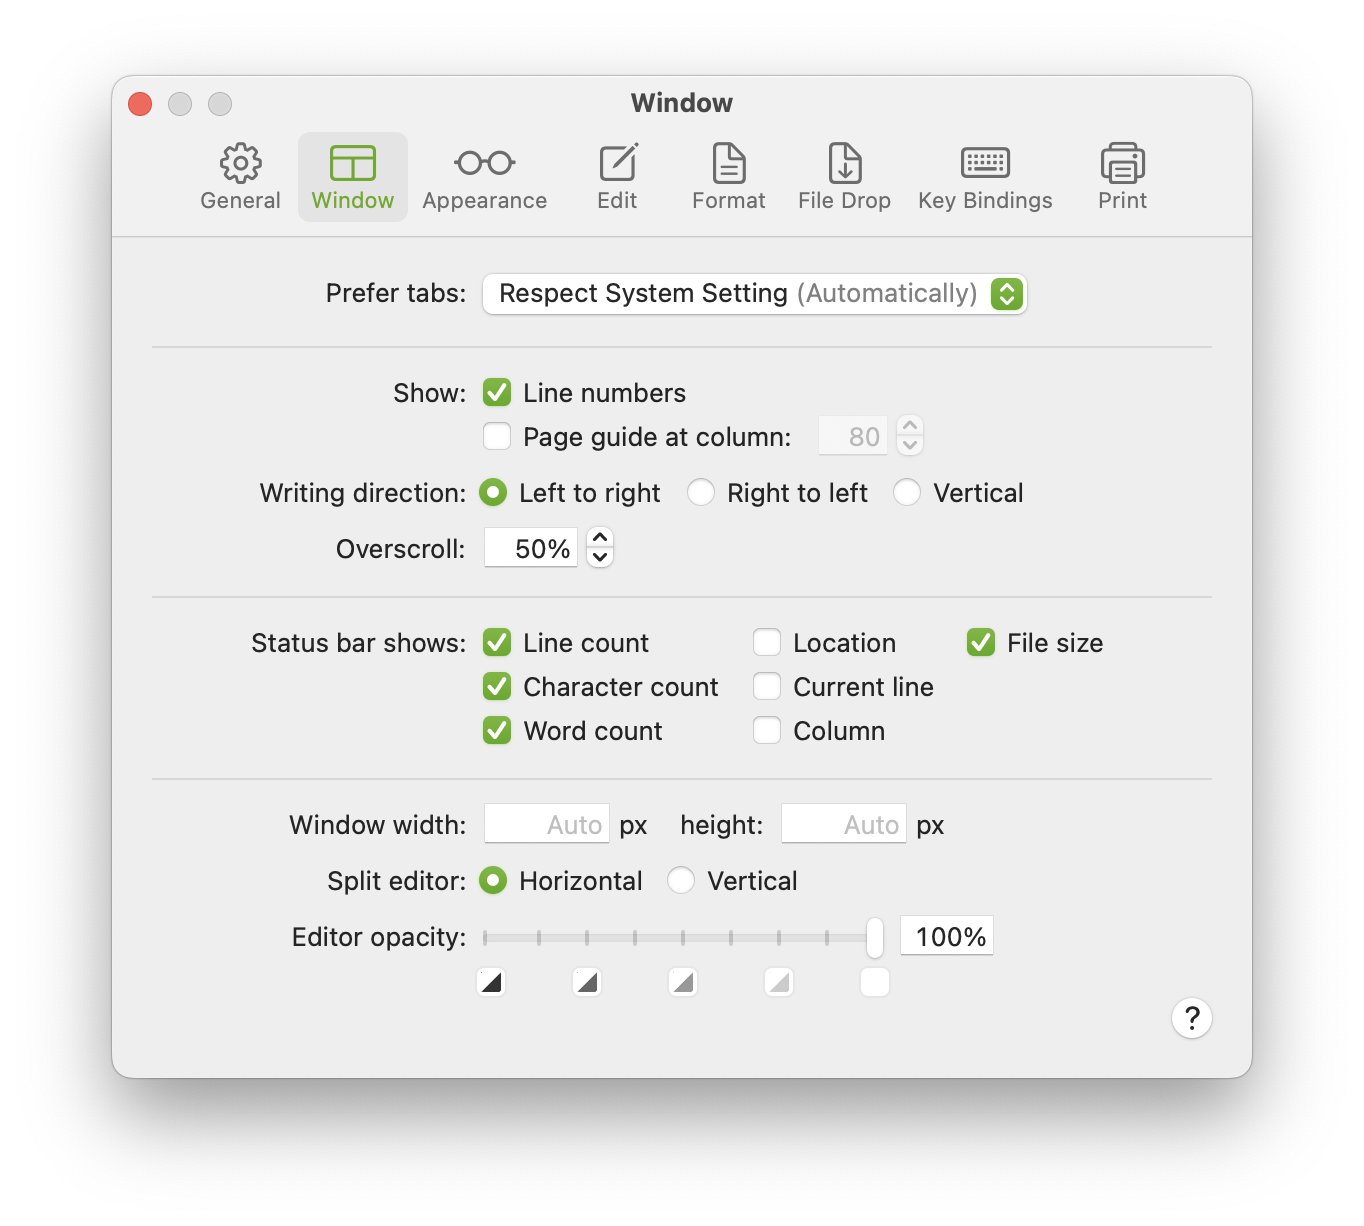 Window
General Window Appearance Edit Format File Drop Key Bindings Print
Prefer tabs: Respect System Setting (Automatically)
Show: Line numbers
Page guide at column: 80
Writing direction: Left to right Right to left Vertical
Overscroll: 50%
Status bar shows: Line count Location File size
Character count Current line
Word count Column
Window width: Auto px height: Auto px
Split editor: Horizontal Vertical
Editor opacity: 100%
?